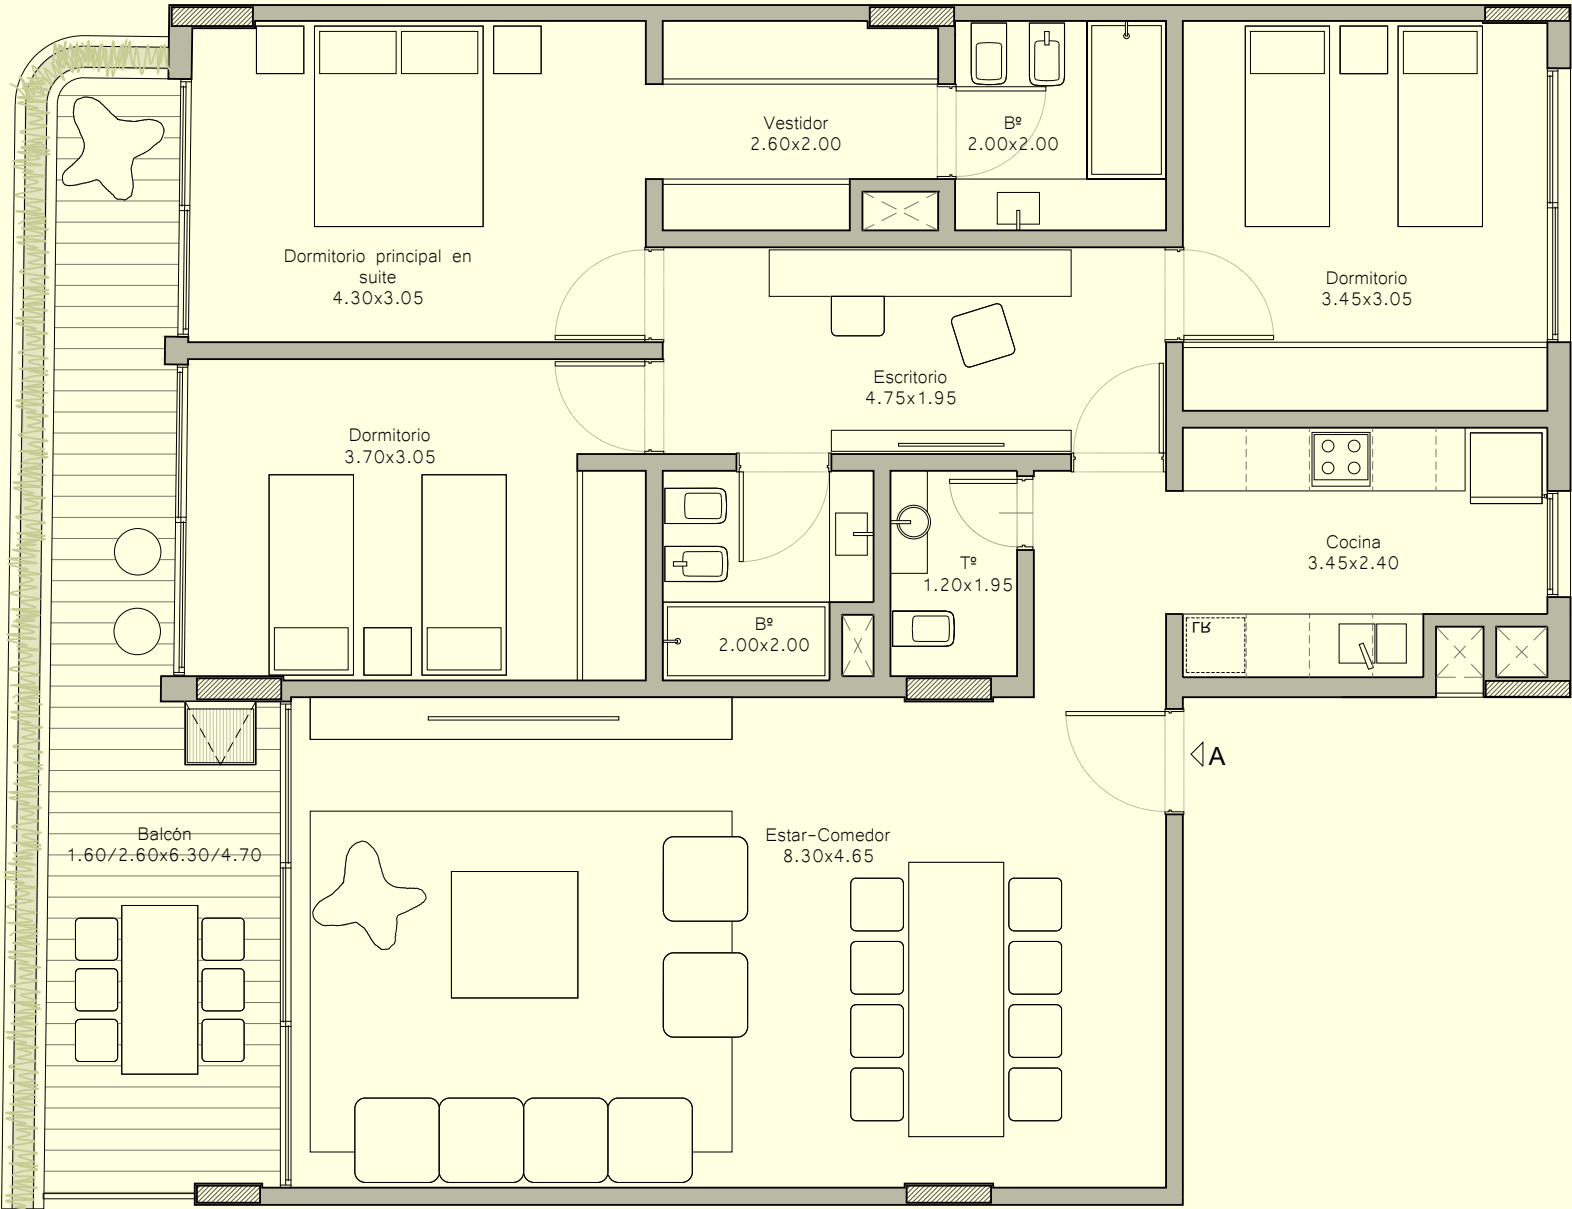 Vestidor
2.60x2.00
Bº
2.00x2.00
Dormitorio principal en
suite
4.30x3.05
Dormitorio
3.45x3.05
Escritorio
4.75x1.95
Dormitorio
3.70x3.05
Cocina
3.45x2.40
Tº
1.20x1.95
Bº
2.00x2.00
LR
A
Balcón
1.60/2.60x6.30/4.70
Estar-Comedor
8.30x4.65